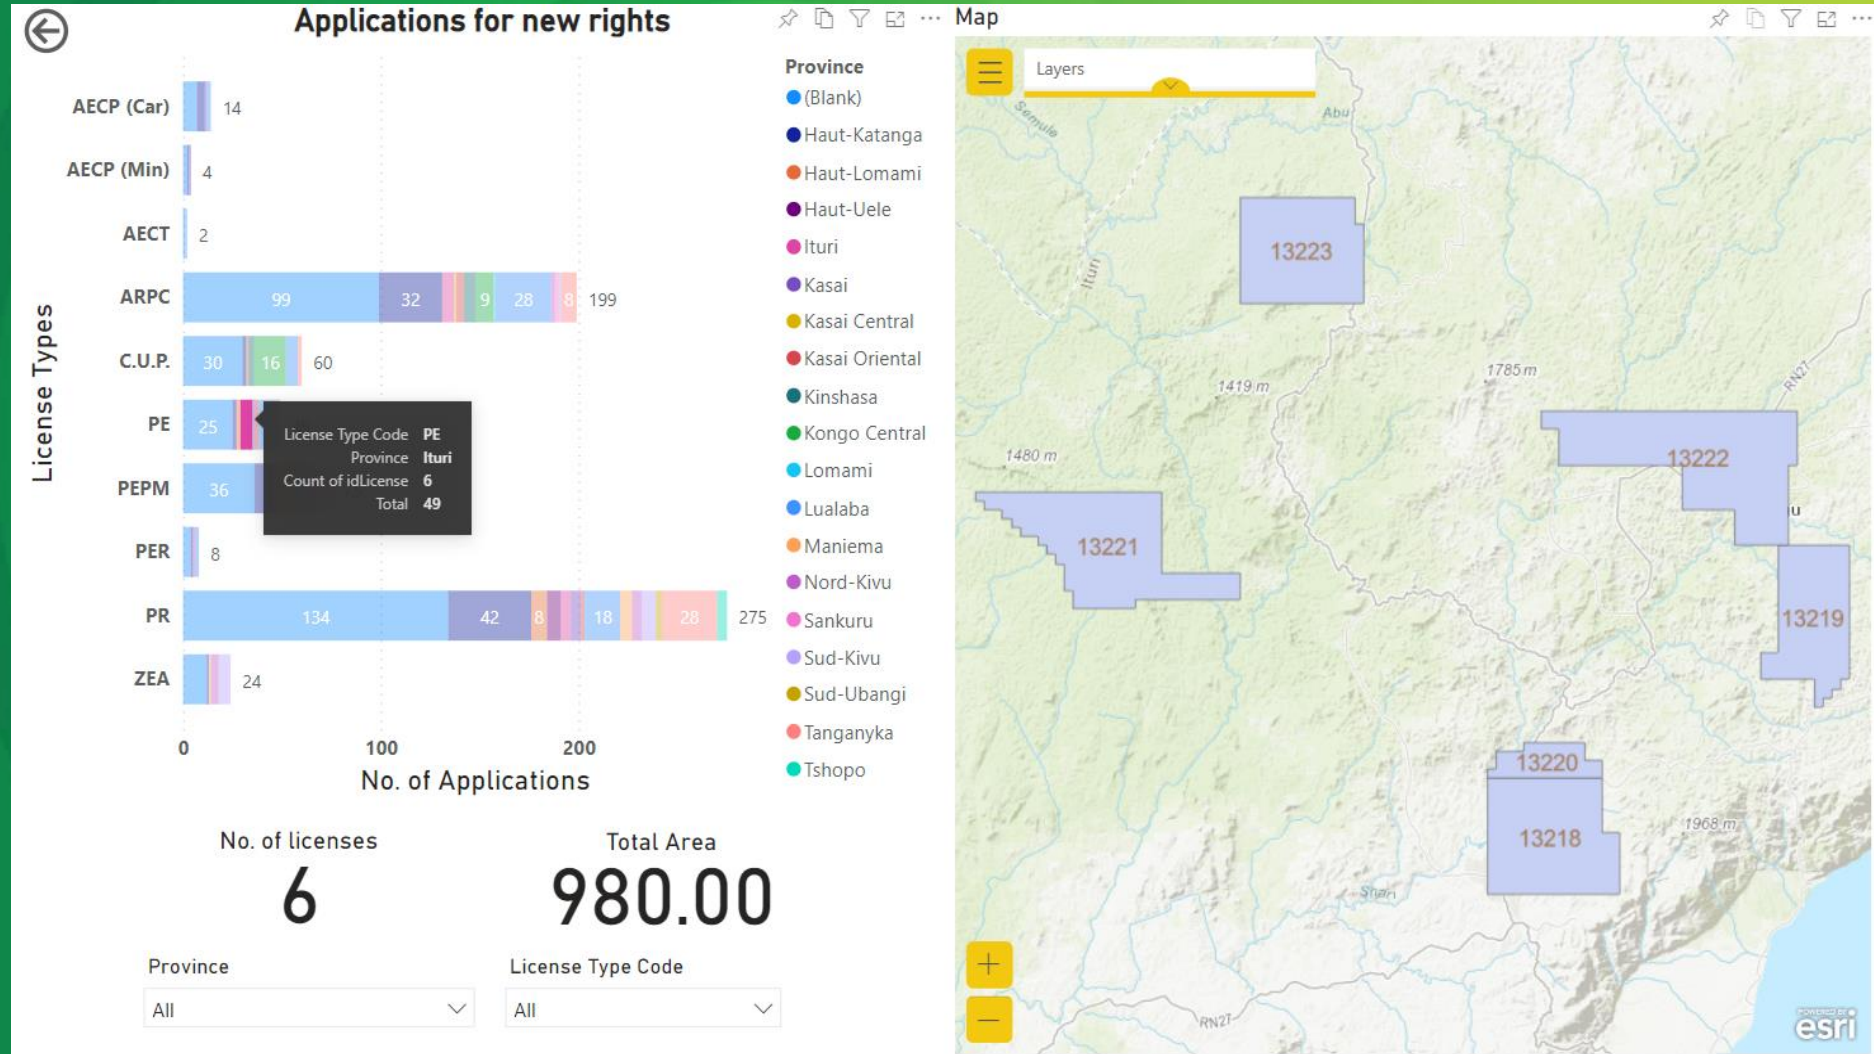 Applications for new rights
License Types
AECP (Car)
14
AECP (Min)
4
AECT
2
ARPC
99
32
9
28
8
199
C.U.P.
30
16
60
PE
25
License Type Code PE
Province Ituri
Count of idLicense 6
Total 49
PEPM
36
PER
8
PR
134
42
8
18
28
275
ZEA
24
0
100
200
No. of Applications
Province
(Blank)
Haut-Katanga
Haut-Lomami
Haut-Uele
Ituri
Kasai
Kasai Central
Kasai Oriental
Kinshasa
Kongo Central
Lomami
Lualaba
Maniema
Nord-Kivu
Sankuru
Sud-Kivu
Sud-Ubangi
Tanganyka
Tshopo
No. of licenses
6
Total Area
980.00
Province
All
License Type Code
All
Map
Layers
Semule
Abu
Ituri
13223
1419 m
1785 m
RN27
1480 m
13222
13221
13219
13220
13218
1968 m
Shari
RN27
POWERED BY
esri